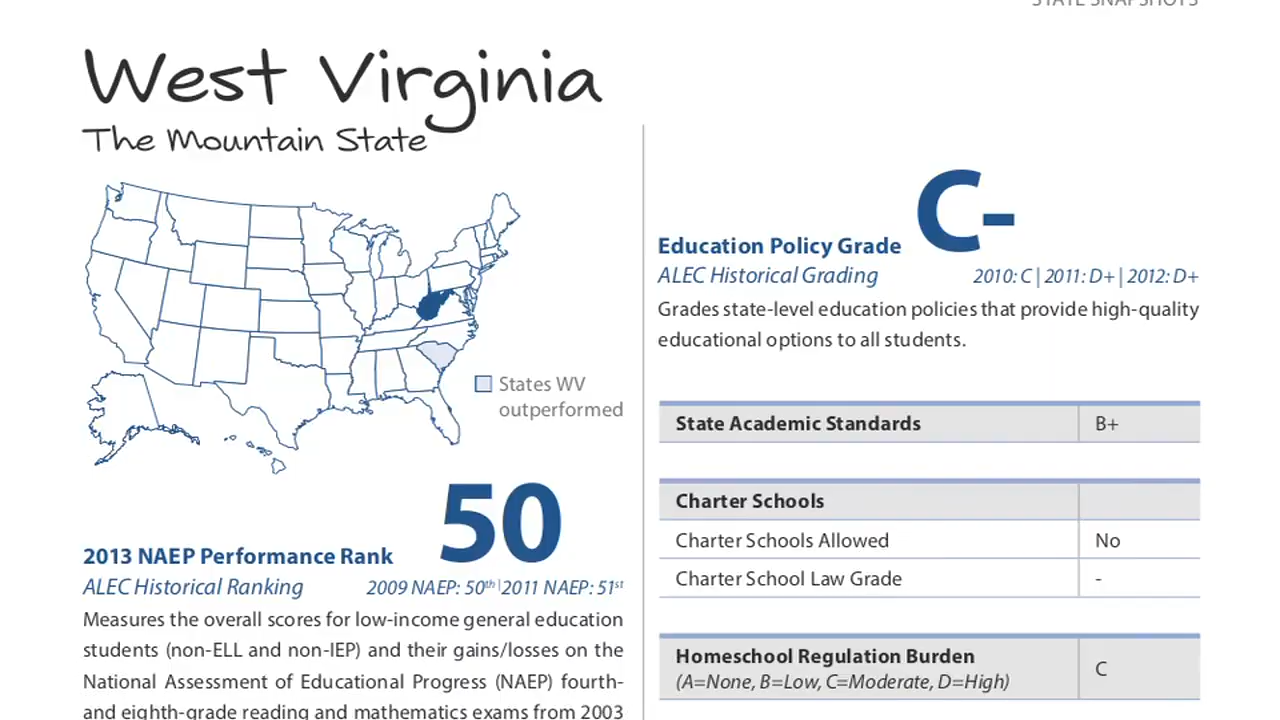 STATE SNAPSHOTS
West Virginia
The Mountain State
States WV
outperformed
50
2013 NAEP Performance Rank
ALEC Historical Ranking 2009 NAEP: 50th | 2011 NAEP: 51st
Measures the overall scores for low-income general education
students (non-ELL and non-IEP) and their gains/losses on the
National Assessment of Educational Progress (NAEP) fourth-
and eighth-grade reading and mathematics exams from 2003
C-
Education Policy Grade
ALEC Historical Grading 2010: C | 2011: D+ | 2012: D+
Grades state-level education policies that provide high-quality
educational options to all students.
State Academic Standards B+
Charter Schools
Charter Schools Allowed No
Charter School Law Grade -
Homeschool Regulation Burden
(A=None, B=Low, C=Moderate, D=High) C